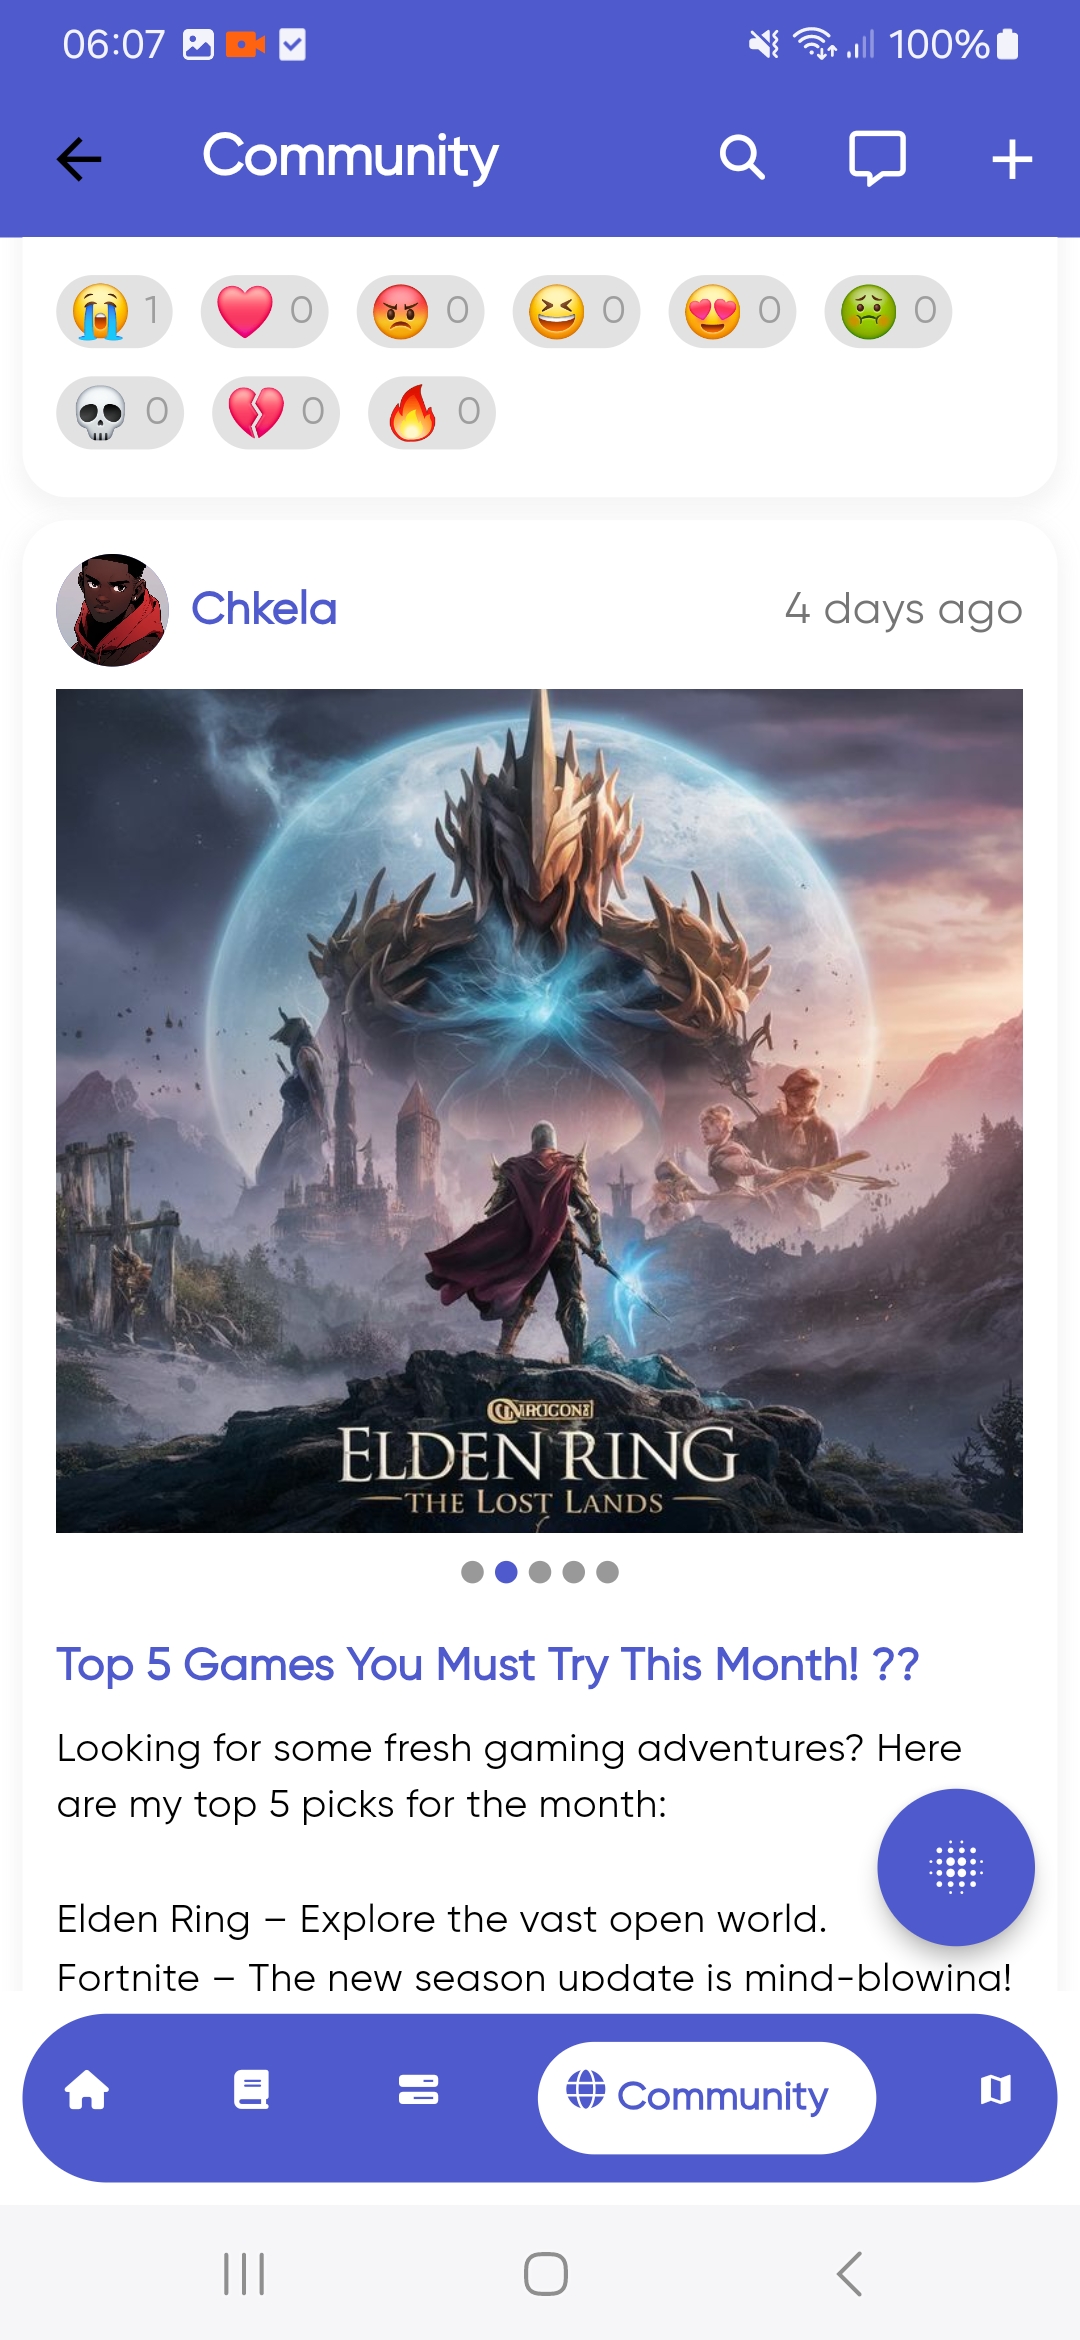 06:07
100%
Community
1 0 0 0 0 0
0 0 0
Chkela
4 days ago
ELDEN RING
THE LOST LANDS
Top 5 Games You Must Try This Month! ??
Looking for some fresh gaming adventures? Here
are my top 5 picks for the month:
Elden Ring – Explore the vast open world.
Fortnite – The new season update is mind-blowing!
Community